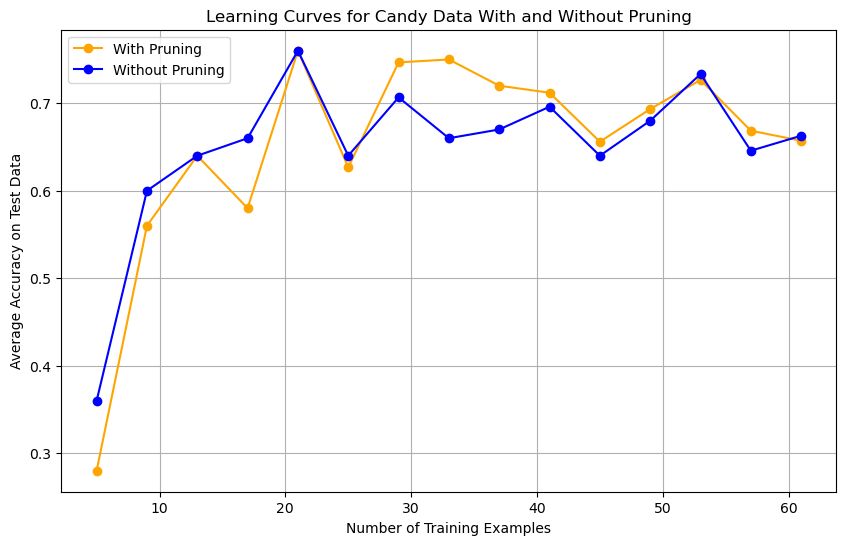 Learning Curves for Candy Data With and Without Pruning
With Pruning
Without Pruning
Average Accuracy on Test Data
0.7
0.6
0.5
0.4
0.3
10 20 30 40 50 60
Number of Training Examples